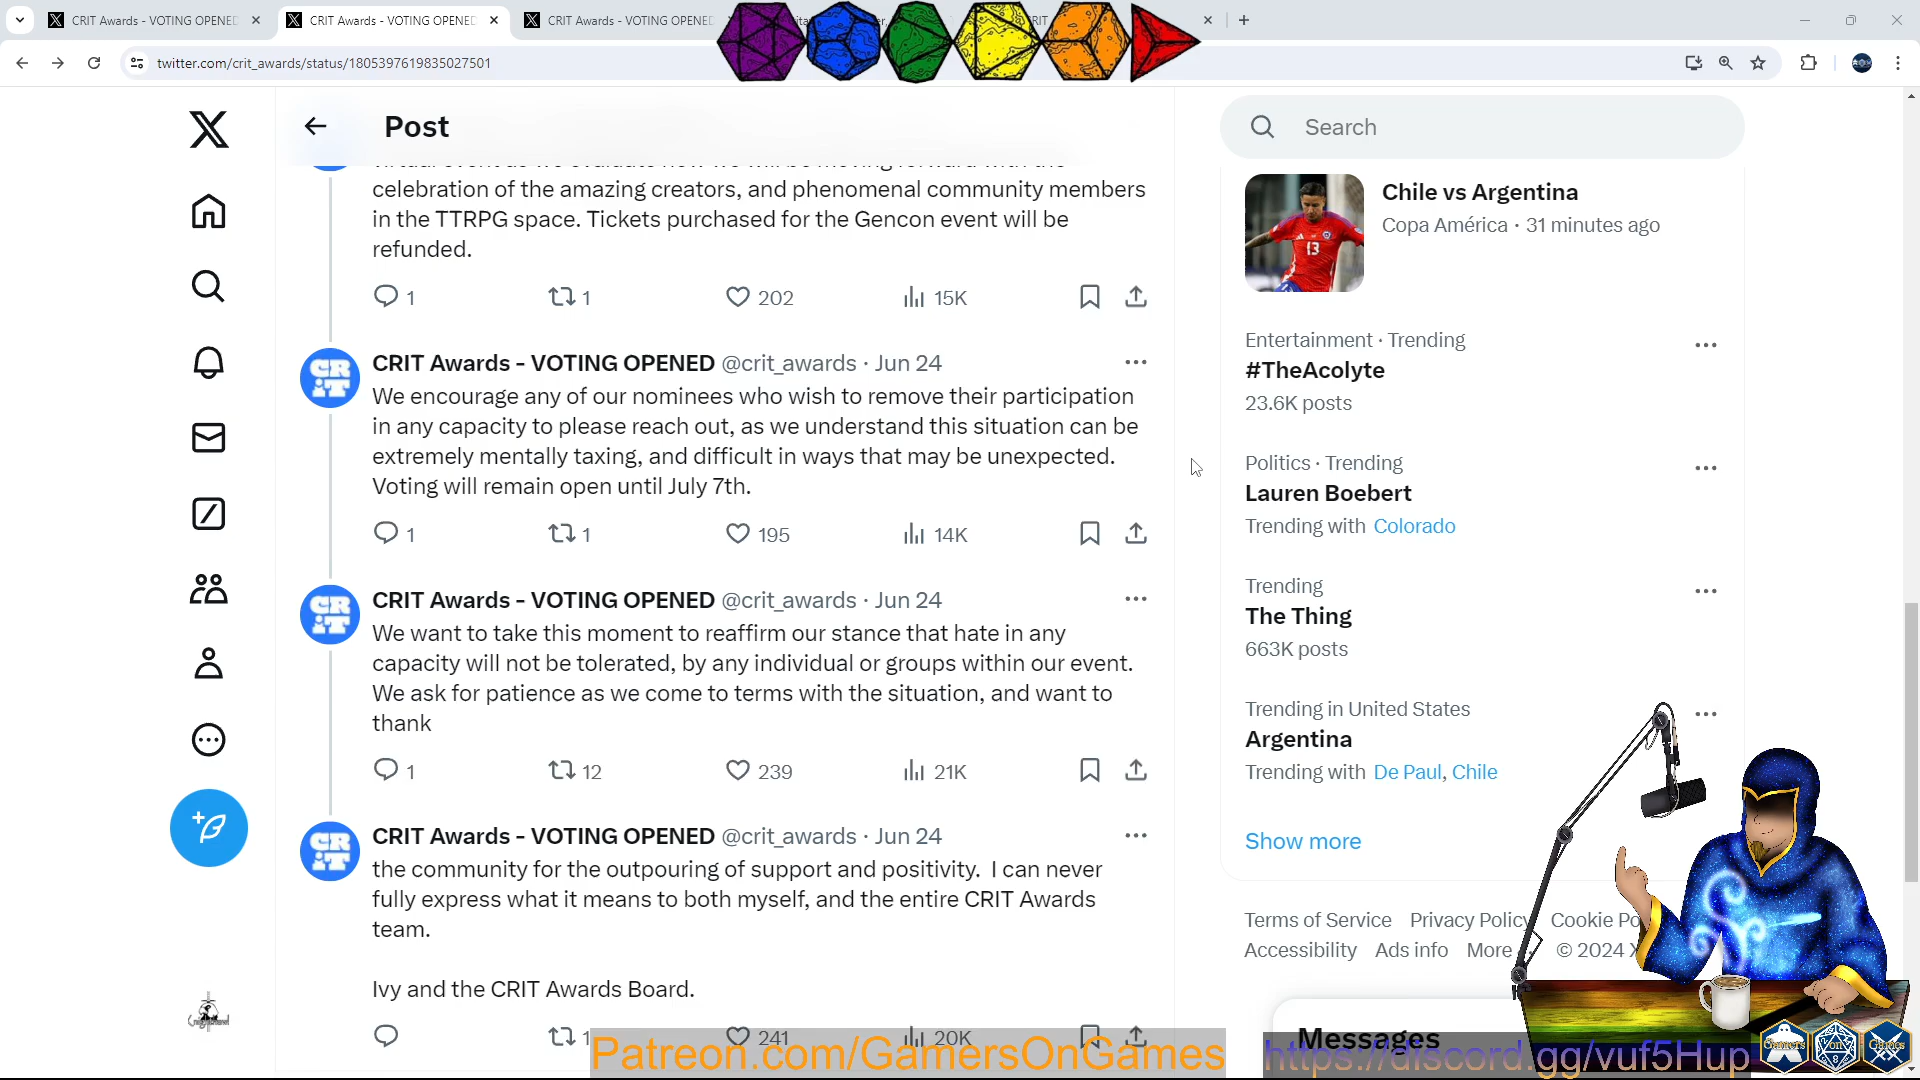 CRIT Awards - VOTING OPENED
CRIT Awards - VOTING OPENED
CRIT Awards - VOTING OPENED
twitter.com/crit_awards/status/1805397619835027501
Post
Search
celebration of the amazing creators, and phenomenal community members
in the TTRPG space. Tickets purchased for the Gencon event will be
refunded.
1 1 202 15K
CRIT Awards - VOTING OPENED @crit_awards · Jun 24
We encourage any of our nominees who wish to remove their participation
in any capacity to please reach out, as we understand this situation can be
extremely mentally taxing, and difficult in ways that may be unexpected.
Voting will remain open until July 7th.
1 1 195 14K
CRIT Awards - VOTING OPENED @crit_awards · Jun 24
We want to take this moment to reaffirm our stance that hate in any
capacity will not be tolerated, by any individual or groups within our event.
We ask for patience as we come to terms with the situation, and want to
thank
1 12 239 21K
CRIT Awards - VOTING OPENED @crit_awards · Jun 24
the community for the outpouring of support and positivity. I can never
fully express what it means to both myself, and the entire CRIT Awards
team.
Ivy and the CRIT Awards Board.
241 20K
Chile vs Argentina
Copa América · 31 minutes ago
Entertainment · Trending
#TheAcolyte
23.6K posts
Politics · Trending
Lauren Boebert
Trending with Colorado
Trending
The Thing
663K posts
Trending in United States
Argentina
Trending with De Paul, Chile
Show more
Terms of Service Privacy Policy Cookie
Accessibility Ads info More © 2024
Messages
Patreon.com/GamersOnGames
https://discord.gg/vuf5Hup
Gamers On Games